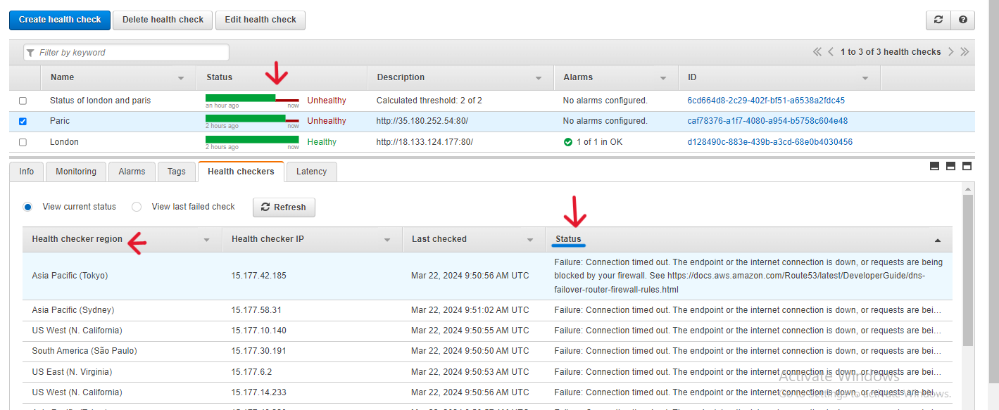 Create health check Delete health check Edit health check
Filter by keyword 1 to 3 of 3 health checks
Name Status Description Alarms ID
Status of london and paris an hour ago now Unhealthy Calculated threshold: 2 of 2 No alarms configured. 6cd664d8-2c29-402f-bf51-a6538a2fdc45
Paric 2 hours ago now Unhealthy http://35.180.252.54:80/ No alarms configured. caf78376-a1f7-4080-a954-b5758c604e48
London 2 hours ago now Healthy http://18.133.124.177:80/ 1 of 1 in OK d128490c-883e-439b-a3cd-68e0b4030456
Info Monitoring Alarms Tags Health checkers Latency
View current status View last failed check Refresh
Health checker region Health checker IP Last checked Status
Failure: Connection timed out. The endpoint or the internet connection is down, or requests are being
Asia Pacific (Tokyo) 15.177.42.185 Mar 22, 2024 9:50:56 AM UTC blocked by your firewall. See https://docs.aws.amazon.com/Route53/latest/DeveloperGuide/dns-
failover-router-firewall-rules.html
Asia Pacific (Sydney) 15.177.58.31 Mar 22, 2024 9:51:02 AM UTC Failure: Connection timed out. The endpoint or the internet connection is down, or requests are bei...
US West (N. California) 15.177.10.140 Mar 22, 2024 9:50:55 AM UTC Failure: Connection timed out. The endpoint or the internet connection is down, or requests are bei...
South America (São Paulo) 15.177.30.191 Mar 22, 2024 9:50:50 AM UTC Failure: Connection timed out. The endpoint or the internet connection is down, or requests are bei...
US East (N. Virginia) 15.177.6.2 Mar 22, 2024 9:50:53 AM UTC Failure: Connection timed out. The endpoint or the internet connection is down, or requests are bei...
Activate Windows
US West (N. California) 15.177.14.233 Mar 22, 2024 9:50:56 AM UTC Failure: Connection timed out. The endpoint or the internet connection is down, or requests are bei...
Go to Settings to activate Windows.